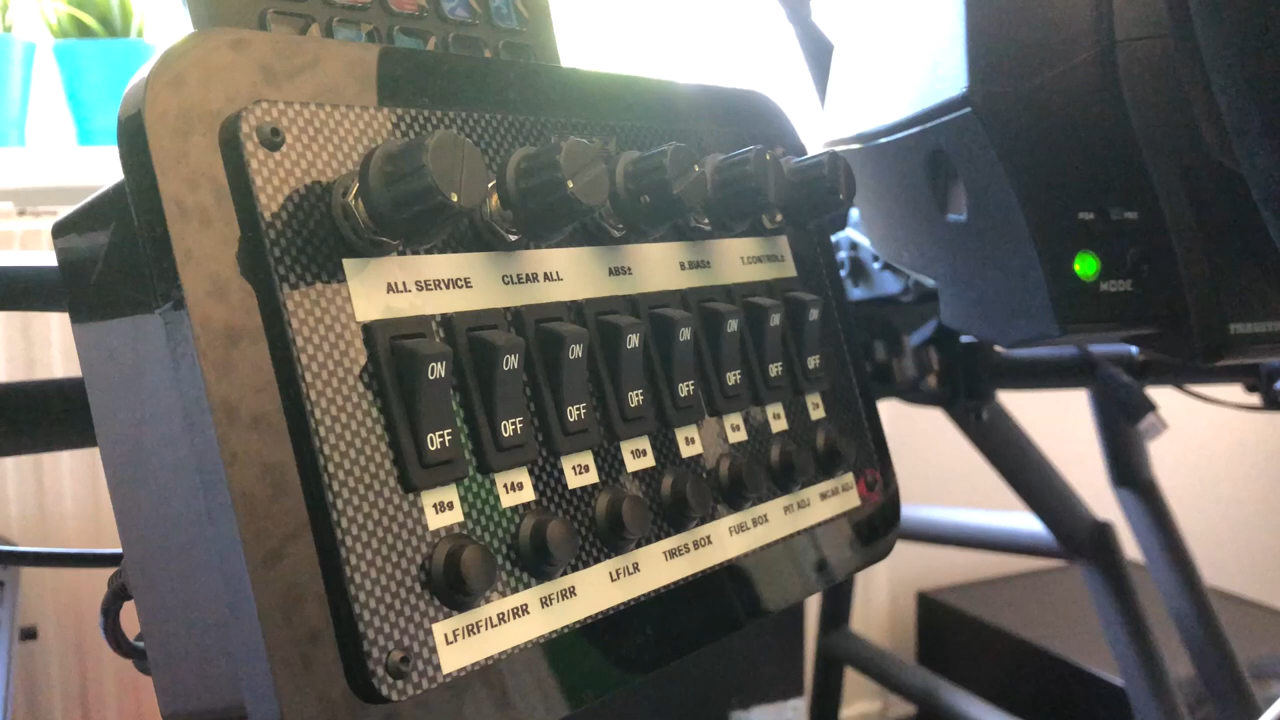 ALL SERVICE CLEAR ALL ABS± B.BIAS± T.CONTROL±
ON ON ON ON ON ON ON ON
OFF OFF OFF OFF OFF OFF OFF OFF
18g 14g 12g 10g 8g 6g 4g 2g
LF/RF/LR/RR RF/RR LF/LR TIRES BOX FUEL BOX PIT ADJ INCAR ADJ
MODE